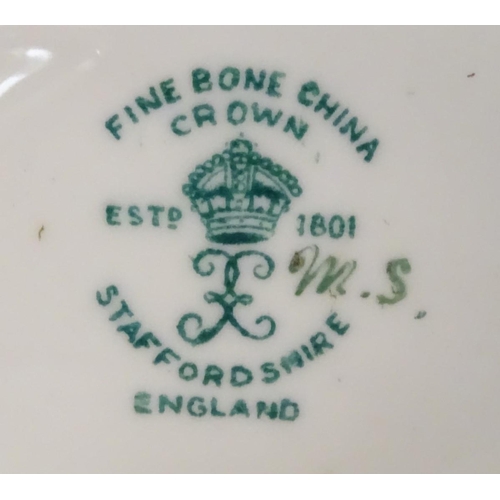 FINE BONE CHINA
CROWN
ESTD 1801
M.S.
STAFFORDSHIRE
ENGLAND